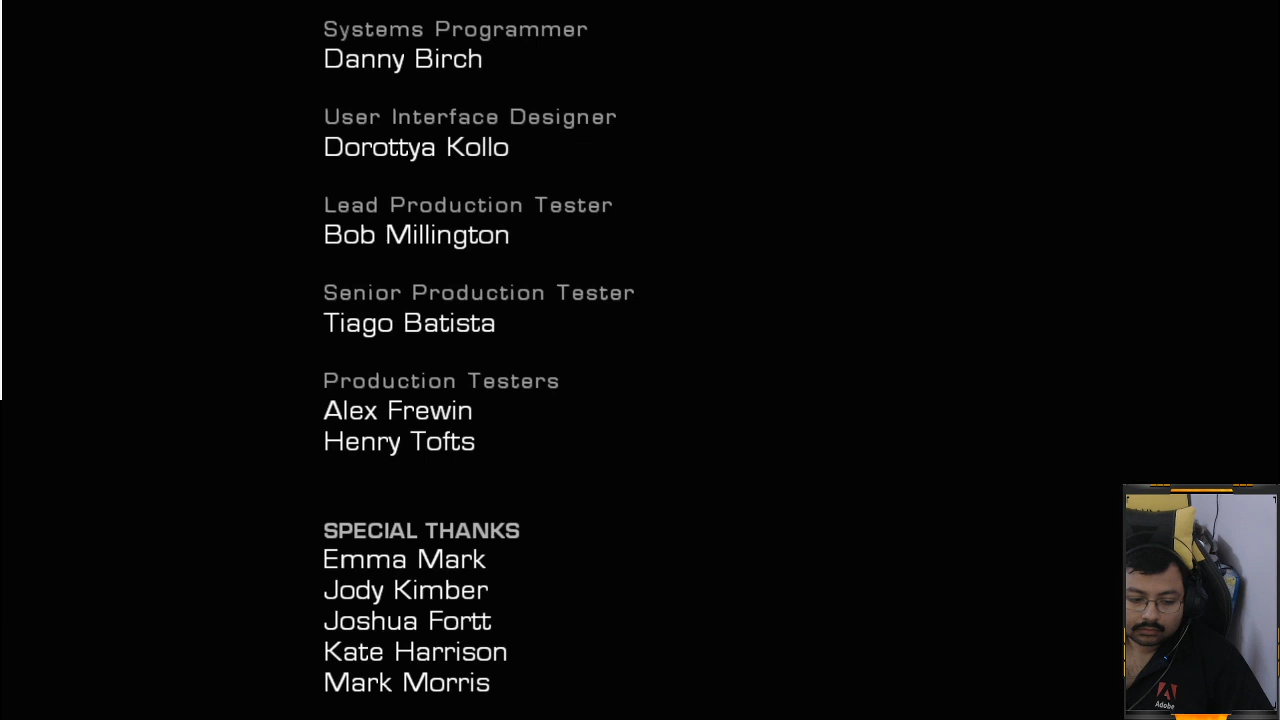 Systems Programmer
Danny Birch
User Interface Designer
Dorottya Kollo
Lead Production Tester
Bob Millington
Senior Production Tester
Tiago Batista
Production Testers
Alex Frewin
Henry Tofts
SPECIAL THANKS
Emma Mark
Jody Kimber
Joshua Fortt
Kate Harrison
Mark Morris
Adobe